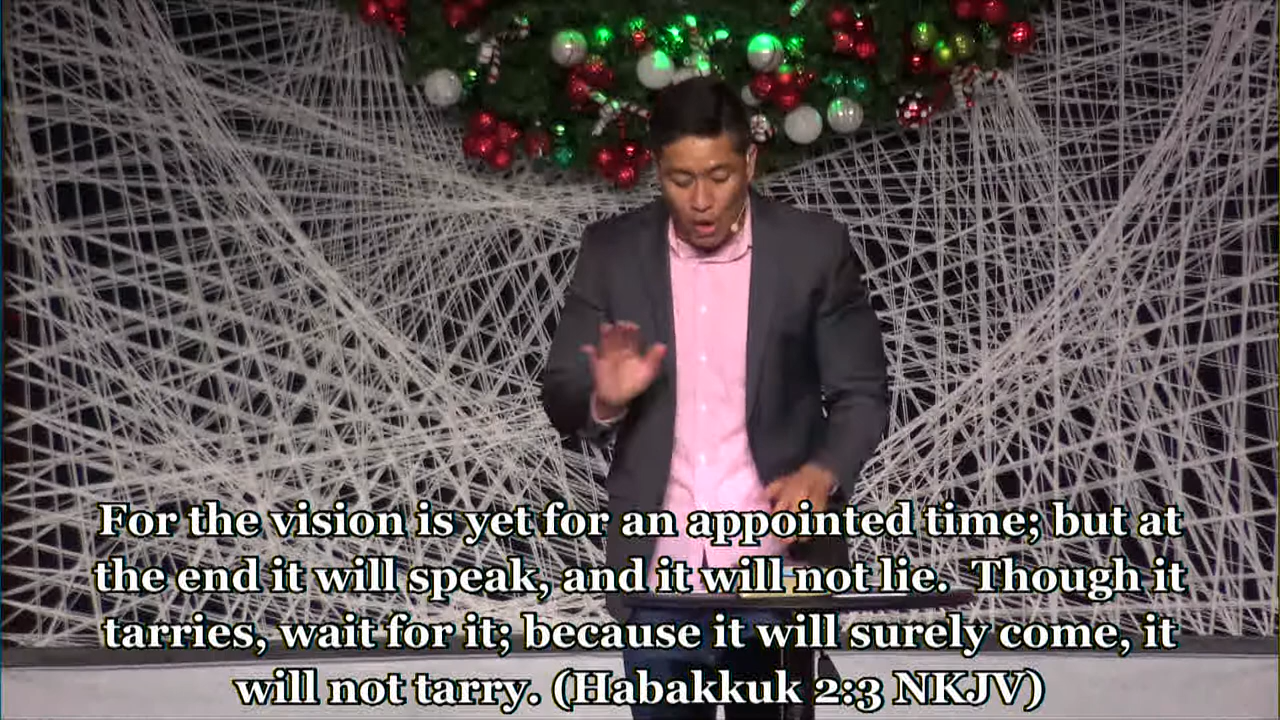 For the vision is yet for an appointed time; but at
the end it will speak, and it will not lie.  Though it
tarries, wait for it; because it will surely come, it
will not tarry. (Habakkuk 2:3 NKJV)